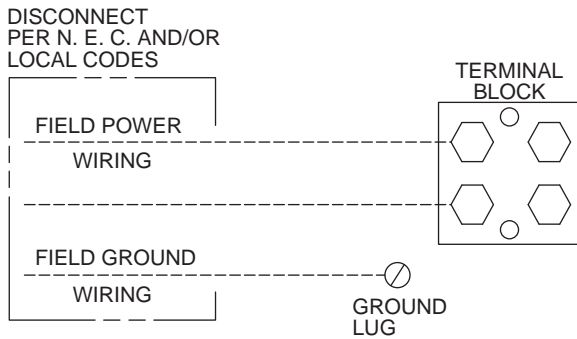 DISCONNECT
PER N. E. C. AND/OR
LOCAL CODES
TERMINAL
BLOCK
FIELD POWER
WIRING
FIELD GROUND
WIRING
GROUND
LUG